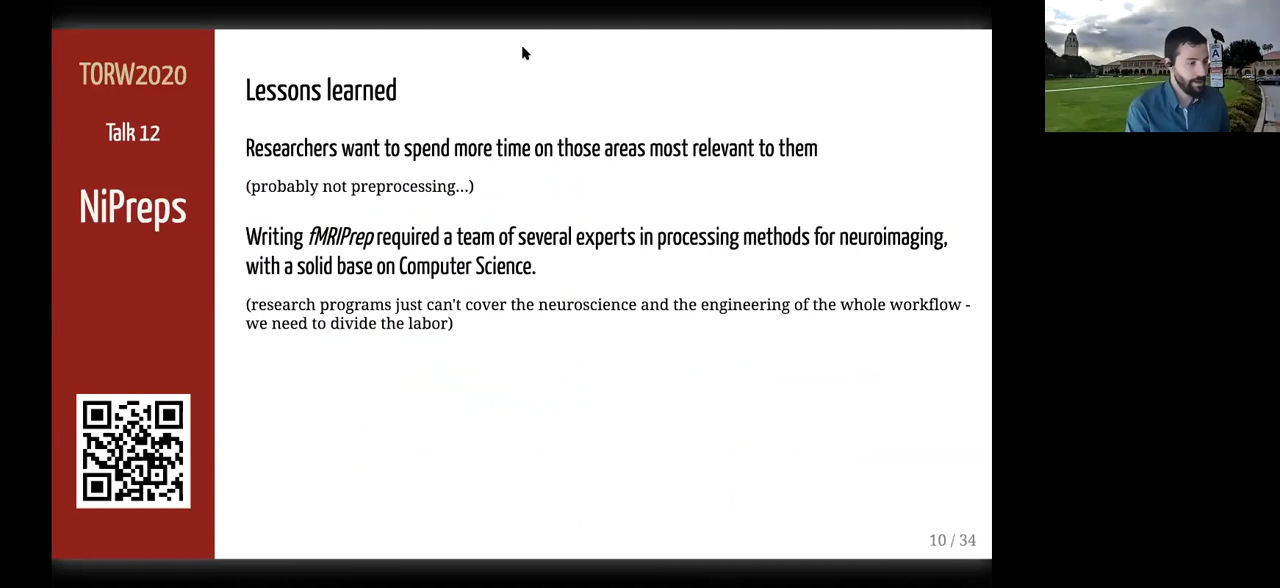 TORW2020
Talk 12
NiPreps
Lessons learned
Researchers want to spend more time on those areas most relevant to them
(probably not preprocessing...)
Writing fMRIPrep required a team of several experts in processing methods for neuroimaging,
with a solid base on Computer Science.
(research programs just can't cover the neuroscience and the engineering of the whole workflow -
we need to divide the labor)
10 / 34
A